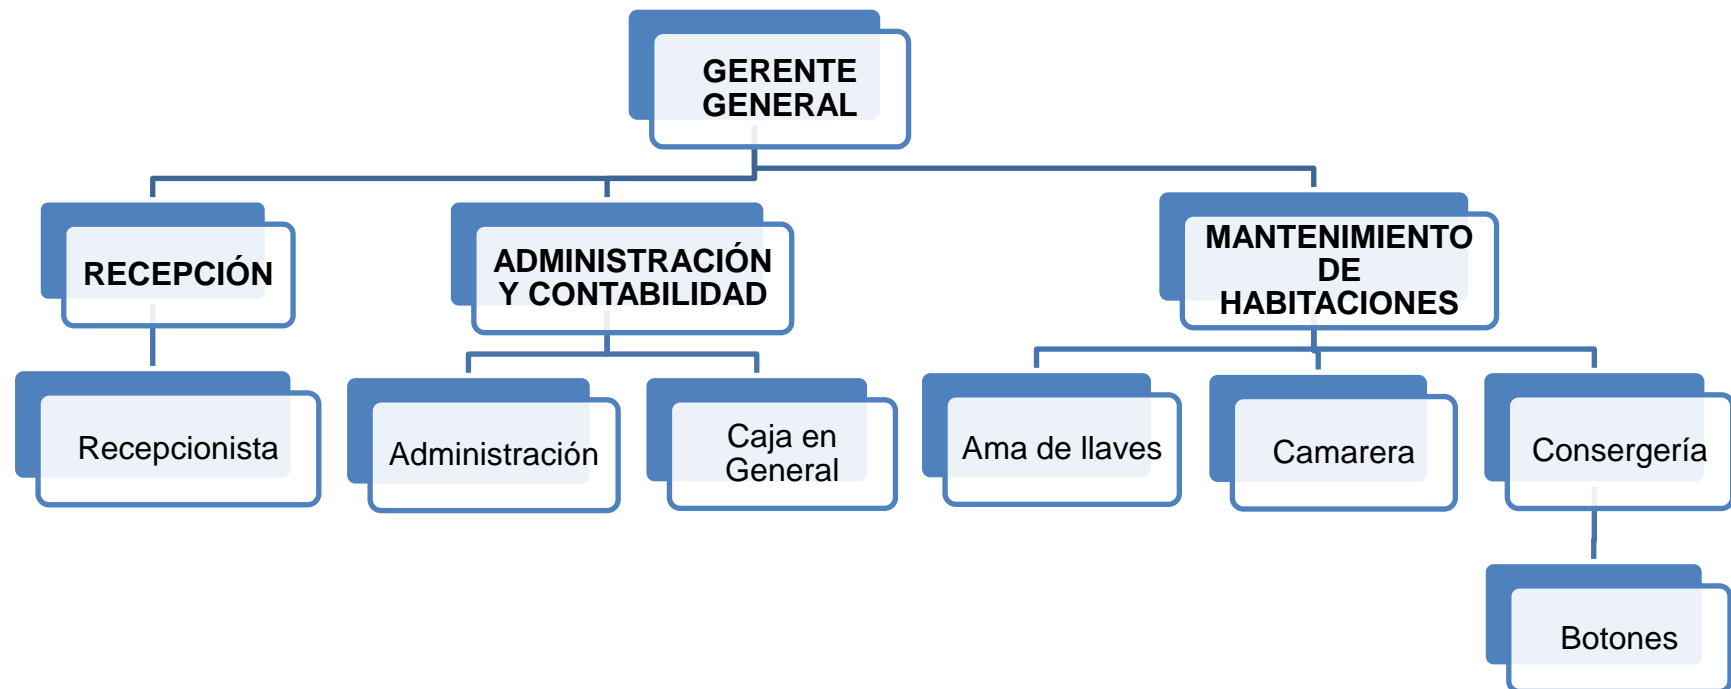 GERENTE
GENERAL
RECEPCIÓN
ADMINISTRACIÓN
Y CONTABILIDAD
MANTENIMIENTO
DE
HABITACIONES
Recepcionista
Administración
Caja en
General
Ama de llaves
Camarera
Consergería
Botones